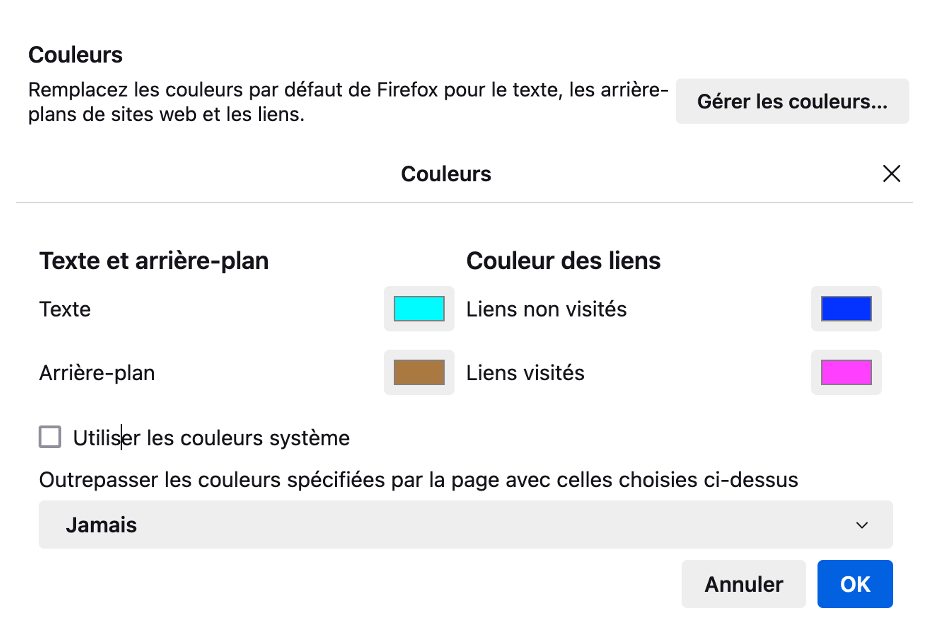 Couleurs
Remplacez les couleurs par défaut de Firefox pour le texte, les arrière-
plans de sites web et les liens.
Gérer les couleurs...
Couleurs
Texte et arrière-plan
Couleur des liens
Texte
Liens non visités
Arrière-plan
Liens visités
Utiliser les couleurs système
Outrepasser les couleurs spécifiées par la page avec celles choisies ci-dessus
Jamais
Annuler
OK